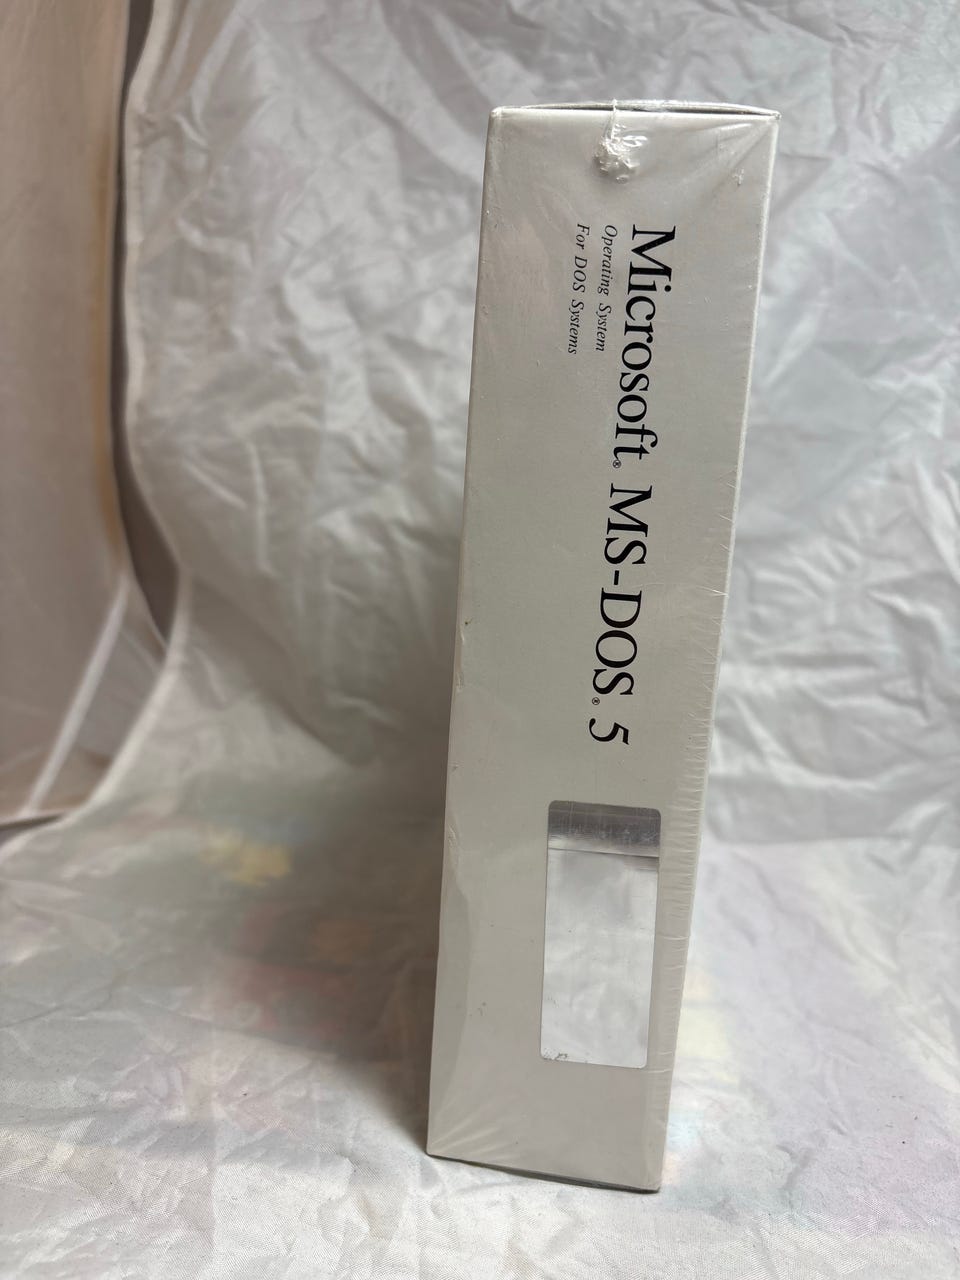 Microsoft® MS-DOS® 5
Operating System
For DOS Systems